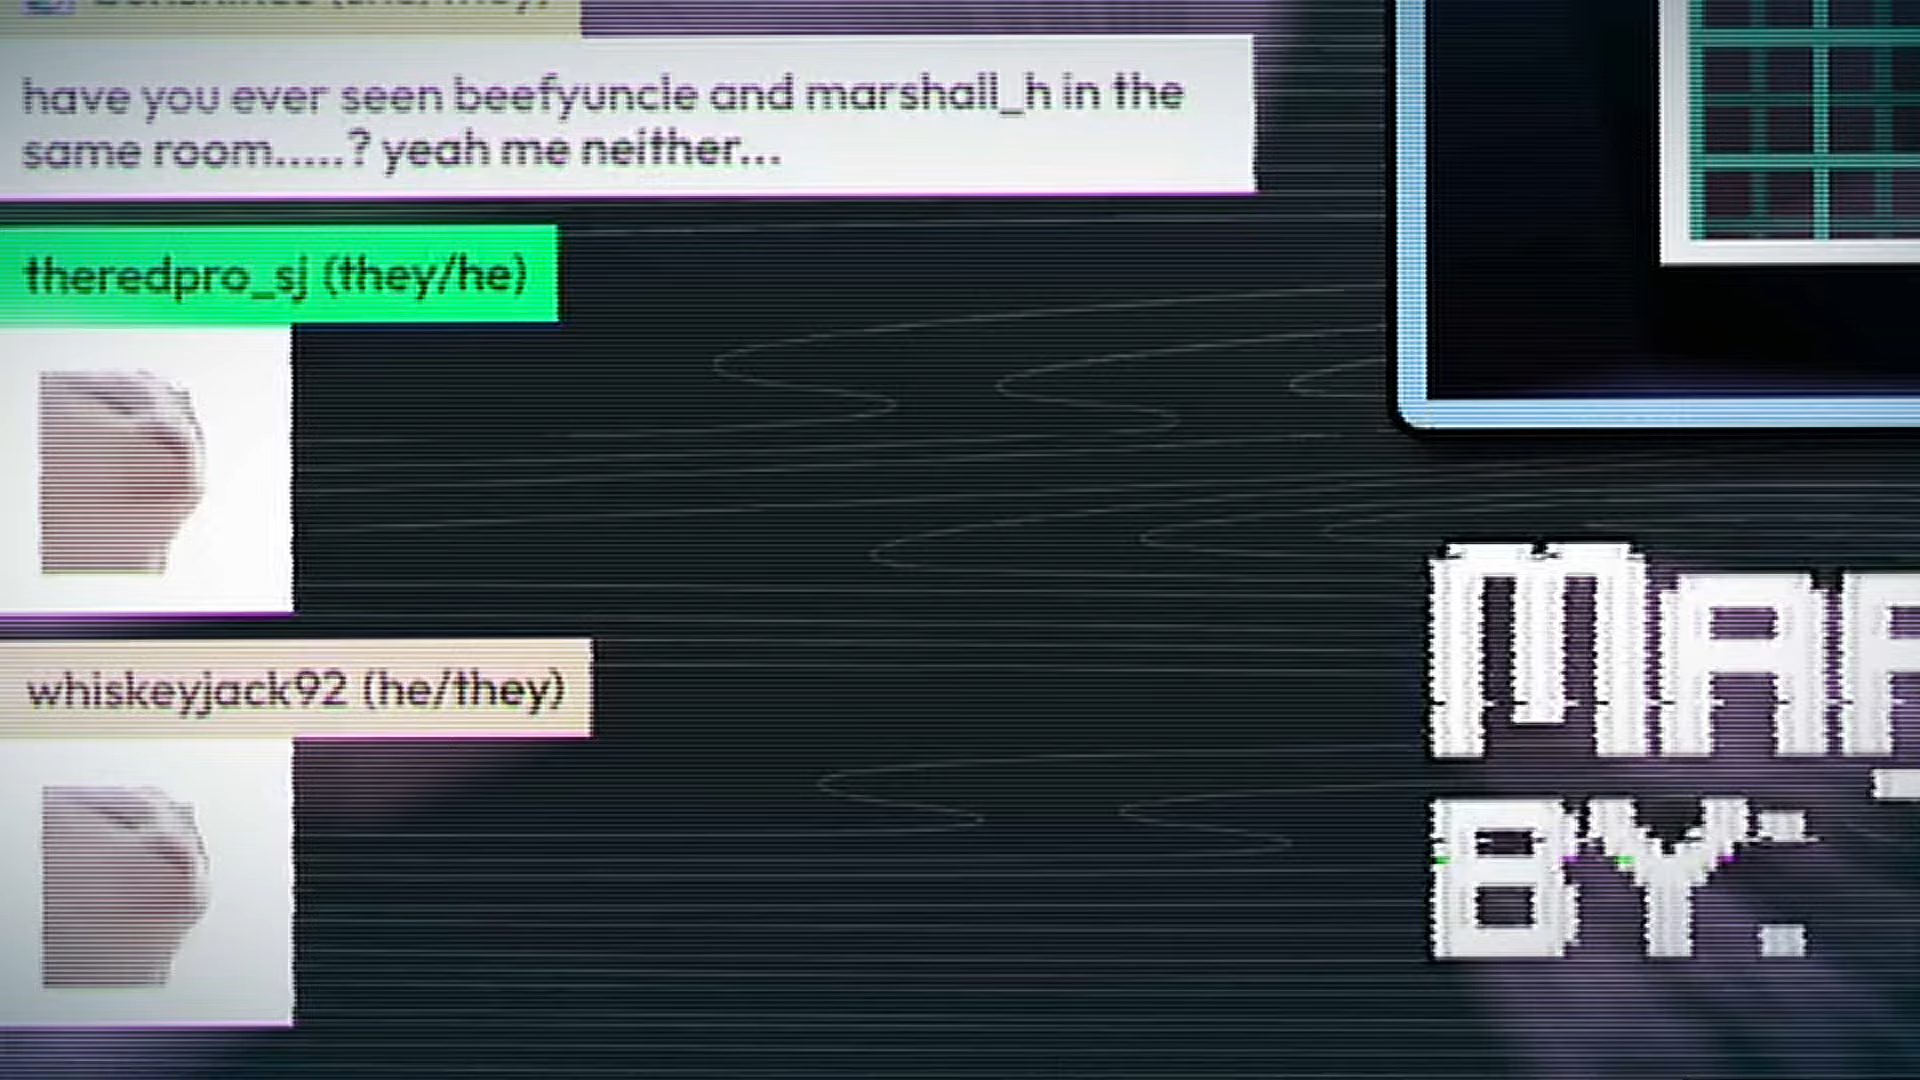 have you ever seen beefyuncle and marshall_h in the
same room......? yeah me neither...
theredpro_sj (they/he)
whiskeyjack92 (he/they)
BY: